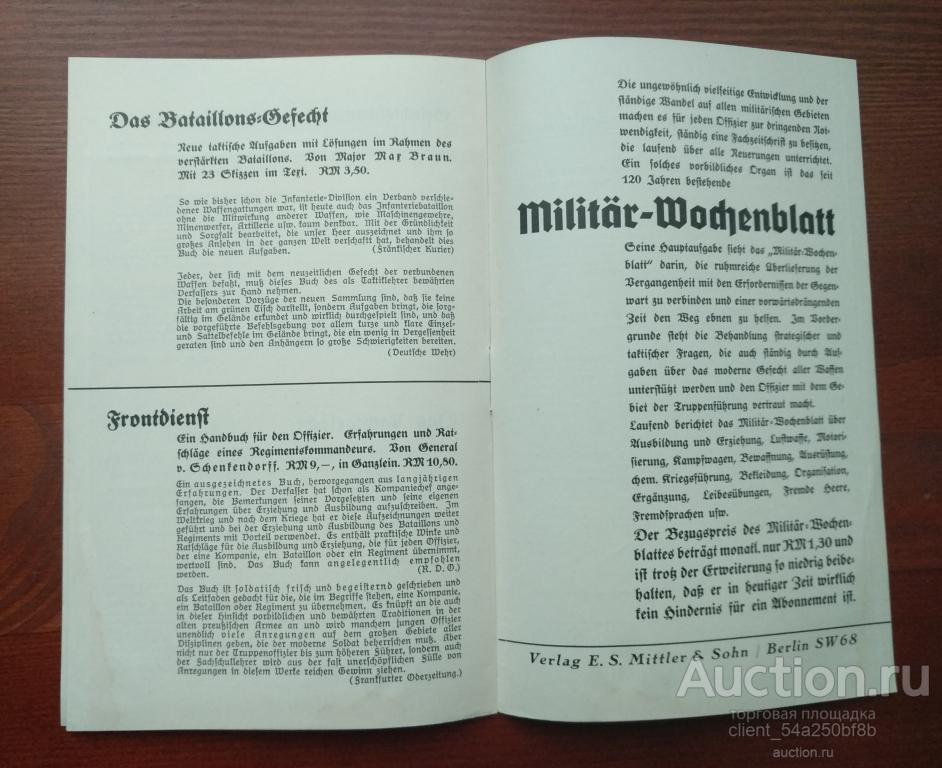 Das Bataillons-Gefecht
Neue taktische Aufgaben mit Lösungen im Rahmen des
verstärkten Bataillons. Von Major Max Braun.
Mit 23 Skizzen im Text. RM 3,50.
So wie bisher schon die Infanterie-Division ein Verband verschie-
dener Waffengattungen war, ist heute auch das Infanteriebataillon
ohne die Mitwirkung anderer Waffen, wie Maschinengewehre,
Minenwerfer, Artillerie usw. kaum denkbar. Mit der Gründlichkeit
und Sorgfalt bearbeitet, die unser Heer auszeichnet und ihm so
großes Ansehen in der ganzen Welt verschafft hat, behandelt dies
Buch die neuen Aufgaben. (Fränkischer Kurier)
Jeder, der sich mit dem neuzeitlichen Gefecht der verbundenen
Waffen befaßt, muß dieses Buch des als Taktiklehrer bewährten
Verfassers zur Hand nehmen.
Die besonderen Vorzüge der neuen Sammlung sind, daß sie keine
Arbeit am grünen Tisch darstellt, sondern Aufgaben bringt, die sorg-
fältig im Gelände erkundet und wirklich durchgespielt sind, und daß
die vorgeführte Befehlsgebung vor allem kurze und klare Einzel-
und Sattelbefehle im Gelände bringt, die ein wenig in Vergessenheit
geraten sind und den Anhängern so große Schwierigkeiten bereiten.
(Deutsche Wehr)
Frontdienst
Ein Handbuch für den Offizier. Erfahrungen und Rat-
schläge eines Regimentskommandeurs. Von General
v. Schenkendorff. RM 9,—, in Ganzlein. RM 10,80.
Ein ausgezeichnetes Buch, hervorgegangen aus langjährigen
Erfahrungen. Der Verfasser hat schon als Kompaniechef ange-
fangen, die Bemerkungen seiner Vorgesetzten und seine eigenen
Erfahrungen über Erziehung und Ausbildung aufzuschreiben. Im
Weltkrieg und nach dem Kriege hat er diese Aufzeichnungen weiter
geführt und bei der Erziehung und Ausbildung des Bataillons und
Regiments mit Vorteil verwendet. Es enthält praktische Winke und
Ratschläge für die Ausbildung und Erziehung, die für jeden Offizier,
der eine Kompanie, ein Bataillon oder ein Regiment übernimmt,
wertvoll sind. Das Buch kann angelegentlich empfohlen
werden. (R. D. O.)
Das Buch ist soldatisch frisch und begeisternd geschrieben und
als Leitfaden gedacht für die, die im Begriffe stehen, eine Kompanie,
ein Bataillon oder Regiment zu übernehmen. Es knüpft an die auch
in dieser Hinsicht vorbildlichen und bewährten Traditionen in der
alten preußischen Armee an und wird manchem jungen Offizier
unendlich viele Anregungen auf dem großen Gebiete aller
Disziplinen geben, die der moderne Soldat beherrschen muß. Aber
nicht nur der Truppenoffizier bis zum höheren Führer, sondern auch
der Fachschullehrer wird aus der fast unerschöpflichen Fülle von
Anregungen in diesem Werke reichen Gewinn ziehen.
(Frankfurter Oderzeitung.)
Die ungewöhnlich vielseitige Entwicklung und der
ständige Wandel auf allen militärischen Gebieten
machen es für jeden Offizier zur dringenden Not-
wendigkeit, ständig eine Fachzeitschrift zu besitzen,
die laufend über alle Neuerungen unterrichtet.
Ein solches vorbildliches Organ ist das seit
120 Jahren bestehende
Militär-Wochenblatt
Seine Hauptaufgabe sieht das „Militär-Wochen-
blatt“ darin, die ruhmreiche Überlieferung der
Vergangenheit mit den Erfordernissen der Gegen-
wart zu verbinden und einer vorwärtsdrängenden
Zeit den Weg ebnen zu helfen. Im Vorder-
grunde steht die Behandlung strategischer und
taktischer Fragen, die auch ständig durch Auf-
gaben über das moderne Gefecht aller Waffen
unterstützt werden und den Offizier mit dem Ge-
biet der Truppenführung vertraut macht.
Laufend berichtet das Militär-Wochenblatt über
Ausbildung und Erziehung, Luftwaffe, Motori-
sierung, Kampfwagen, Bewaffnung, Ausrüstung,
chem. Kriegsführung, Bekleidung, Organisation,
Ergänzung, Leibesübungen, Fremde Heere,
Fremdsprachen usw.
Der Bezugspreis des Militär-Wochen-
blattes beträgt monatl. nur RM 1,30 und
ist trotz der Erweiterung so niedrig beibe-
halten, daß er in heutiger Zeit wirklich
kein Hindernis für ein Abonnement ist.
Verlag E. S. Mittler & Sohn / Berlin SW 68
Auction.ru
торговая площадка
client_54a250bf8b
auction.ru